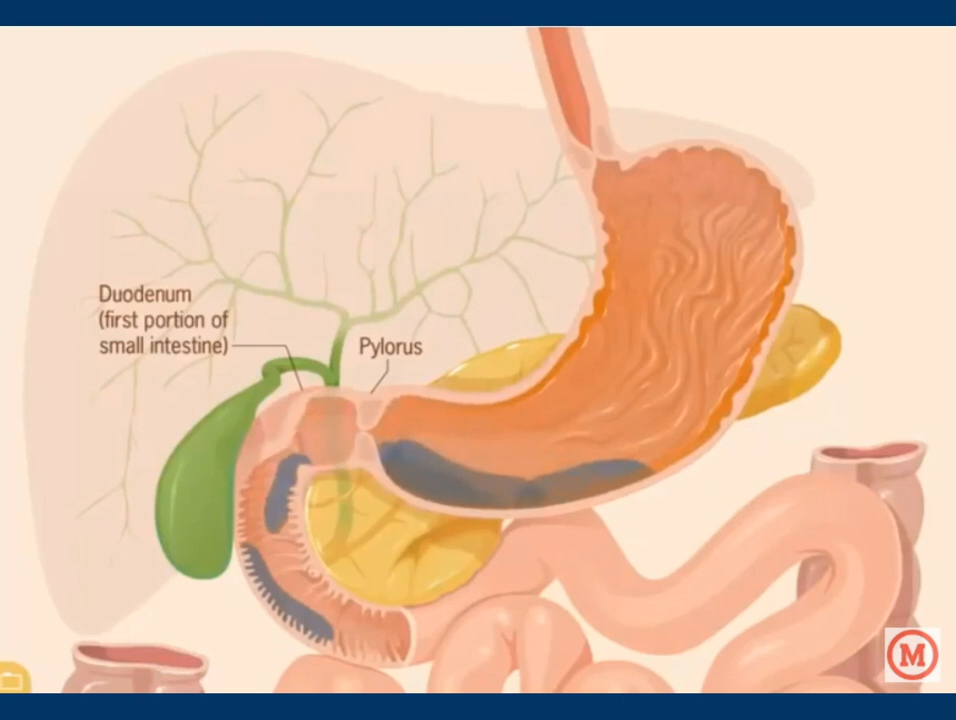 Duodenum
(first portion of
small intestine)
Pylorus
M